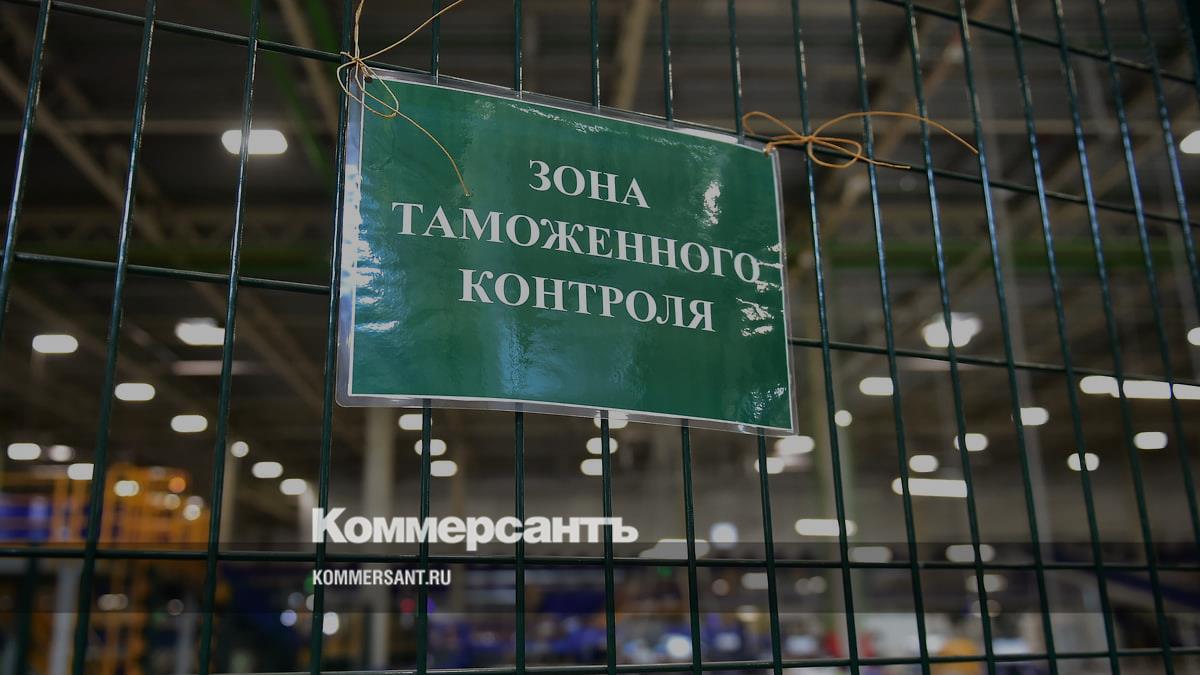 ЗОНА
ТАМОЖЕННОГО
КОНТРОЛЯ
Коммерсантъ
KOMMERSANT.RU